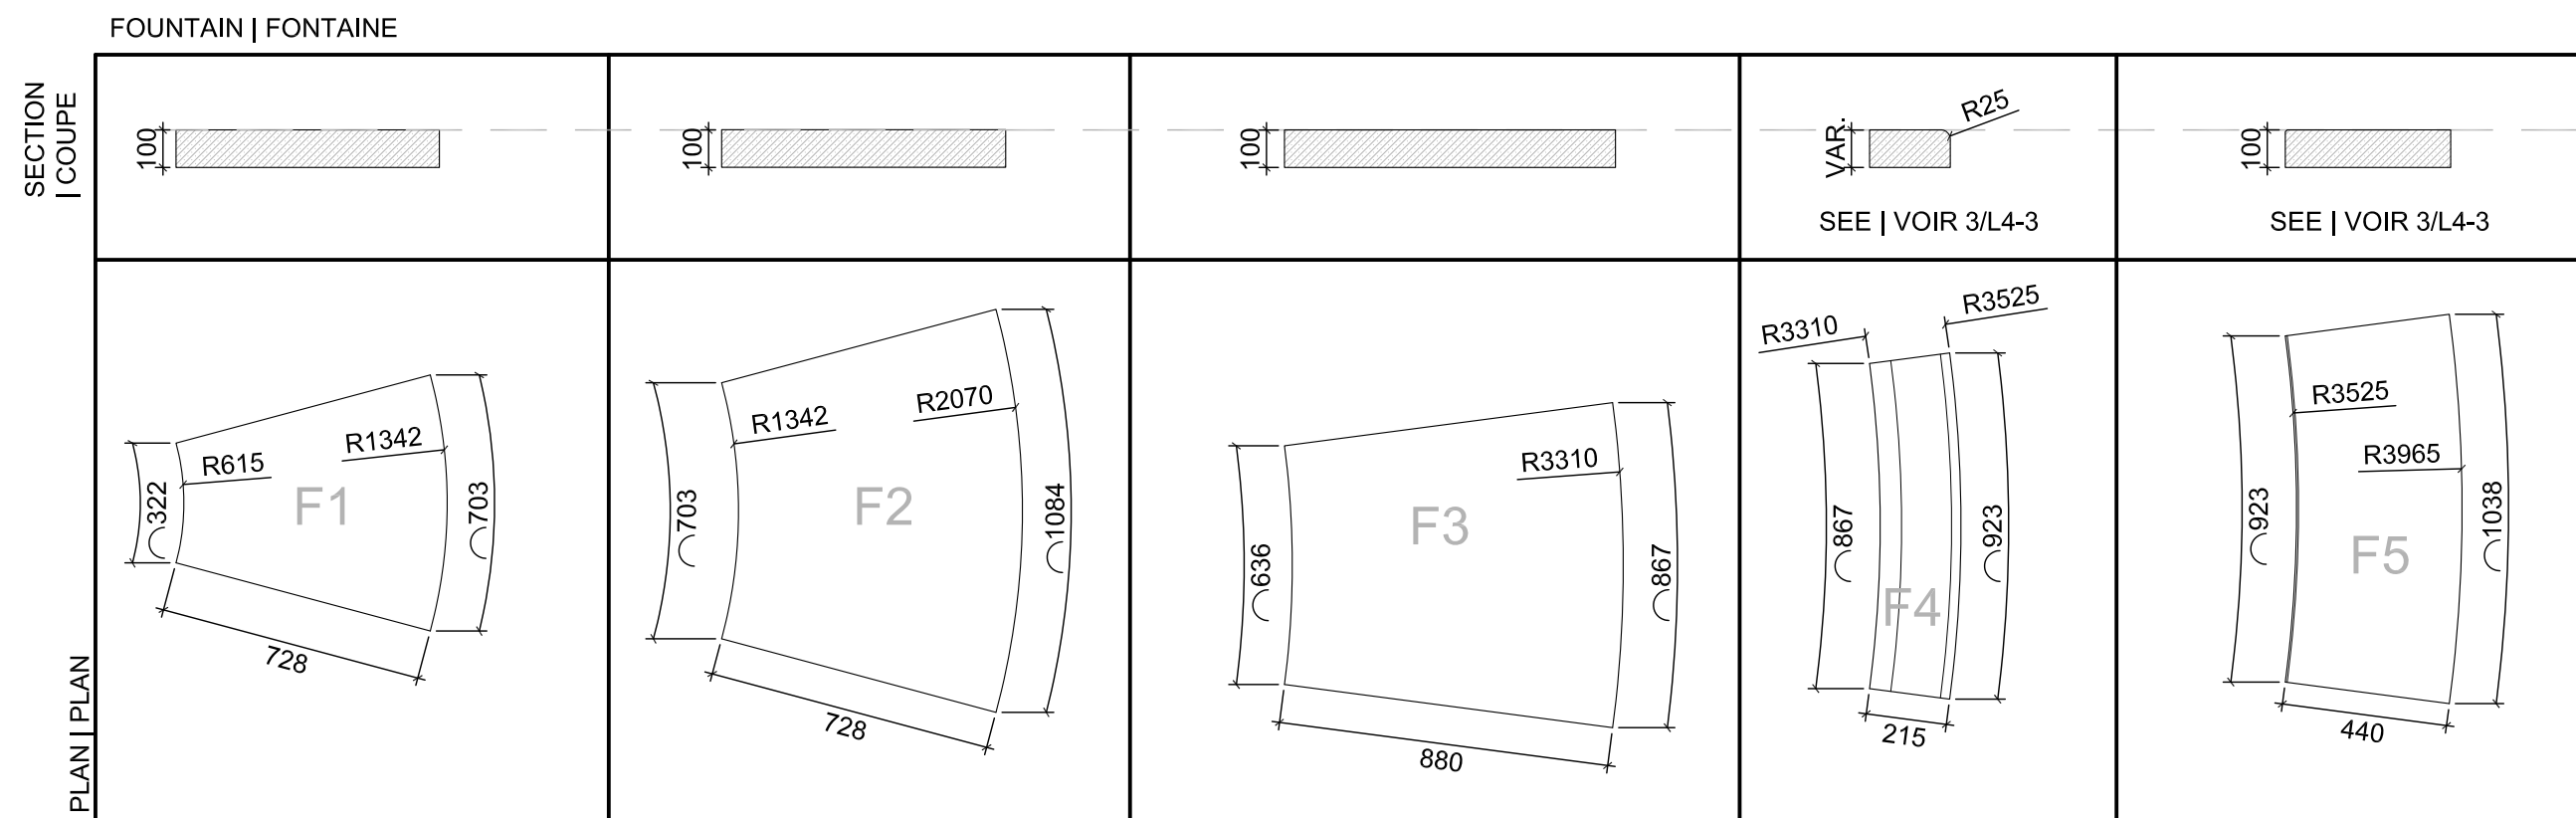 FOUNTAIN | FONTAINE
SECTION
| COUPE
100
100
100
VAR.
R25
SEE | VOIR 3/L4-3
100
SEE | VOIR 3/L4-3
PLAN | PLAN
322
R615
R1342
F1
703
728
703
R1342
R2070
F2
1084
728
636
R3310
F3
867
880
R3310
R3525
867
F4
923
215
923
R3525
R3965
F5
1038
440